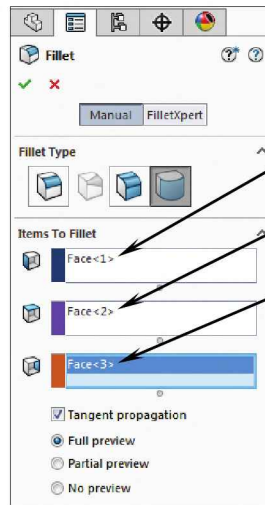 Fillet
Manual FilletXpert
Fillet Type
Items To Fillet
Face<1>
Face<2>
Face<3>
Tangent propagation
Full preview
Partial preview
No preview